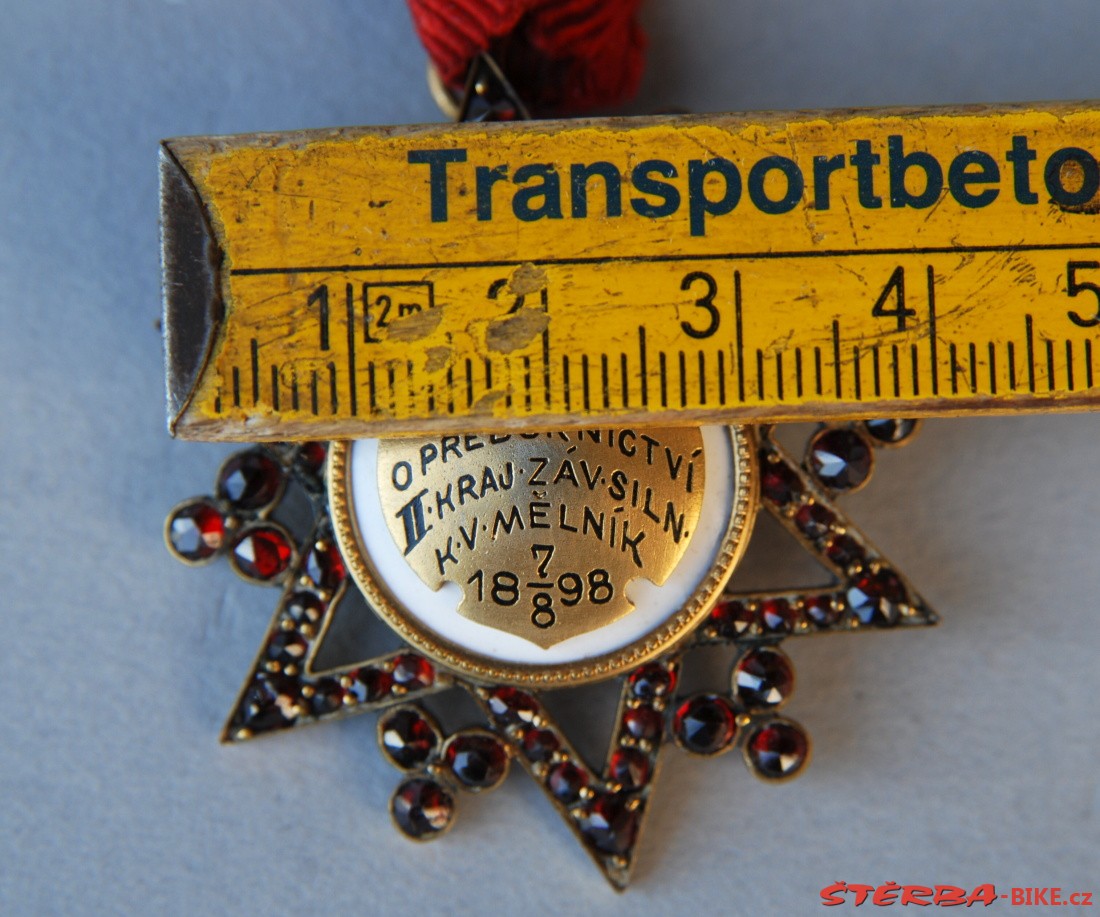 Transportbeto
1 2m 2 3 4 5
O PŘEBORNICTVÍ
II·KRAJ·ZÁV·SILN.
K·V·MĚLNÍK
18 7/8 98
ŠTĚRBA-BIKE.cz